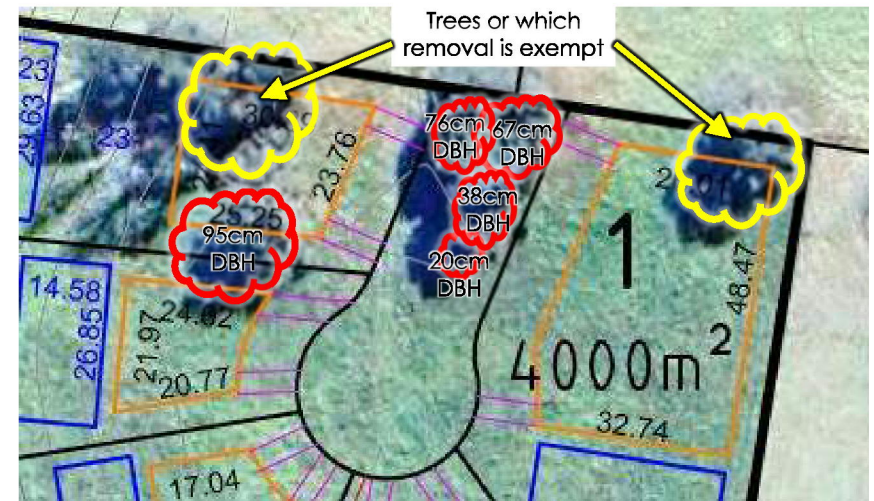 Trees or which
removal is exempt
23
29.63
23
30
23.76
76cm
DBH
67cm
DBH
38cm
DBH
20cm
DBH
25.25
95cm
DBH
14.58
26.85
24.02
21.97
20.77
1
4000m²
48.47
32.74
17.04